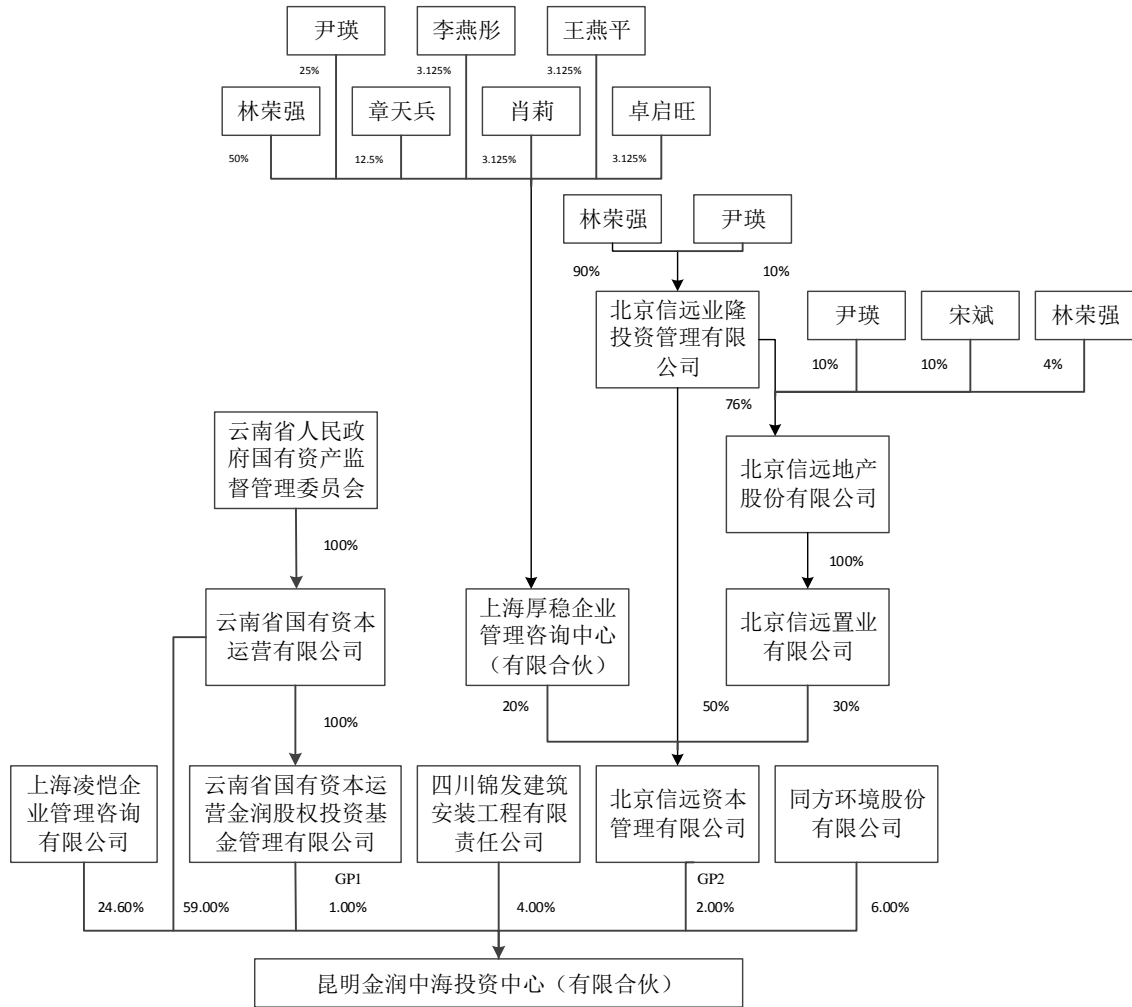 尹瑛
李燕彤
王燕平
25%
3.125%
3.125%
林荣强
章天兵
肖莉
卓启旺
50%
12.5%
3.125%
3.125%
林荣强
尹瑛
90%
10%
北京信远业隆
投资管理有限
公司
尹瑛
宋斌
林荣强
10%
10%
4%
76%
云南省人民政
府国有资产监
督管理委员会
北京信远地产
股份有限公司
100%
100%
云南省国有资本
运营有限公司
上海厚稳企业
管理咨询中心
（有限合伙）
北京信远置业
有限公司
20%
50%
30%
100%
上海凌恺企
业管理咨询
有限公司
云南省国有资本运
营金润股权投资基
金管理有限公司
四川锦发建筑
安装工程有限
责任公司
北京信远资本
管理有限公司
同方环境股份
有限公司
GP1
GP2
24.60%
59.00%
1.00%
4.00%
2.00%
6.00%
昆明金润中海投资中心（有限合伙）